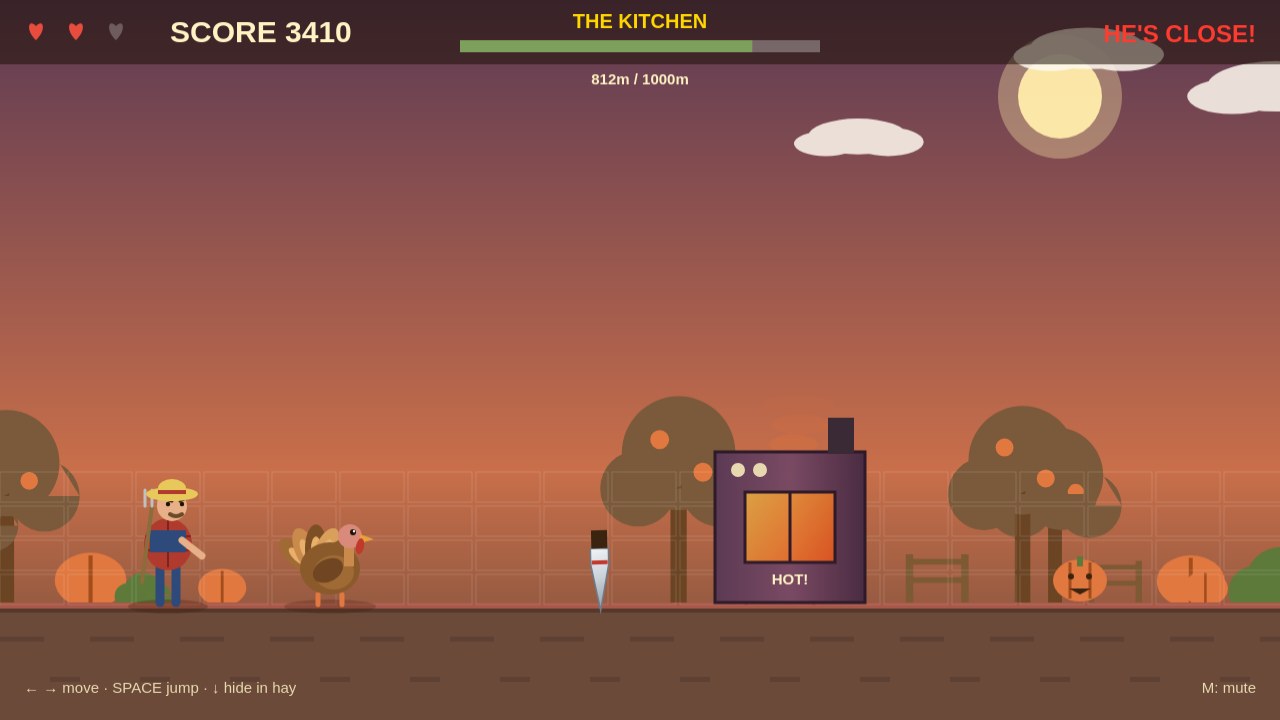 SCORE 3410
THE KITCHEN
HE'S CLOSE!
812m / 1000m
HOT!
← → move · SPACE jump · ↓ hide in hay
M: mute